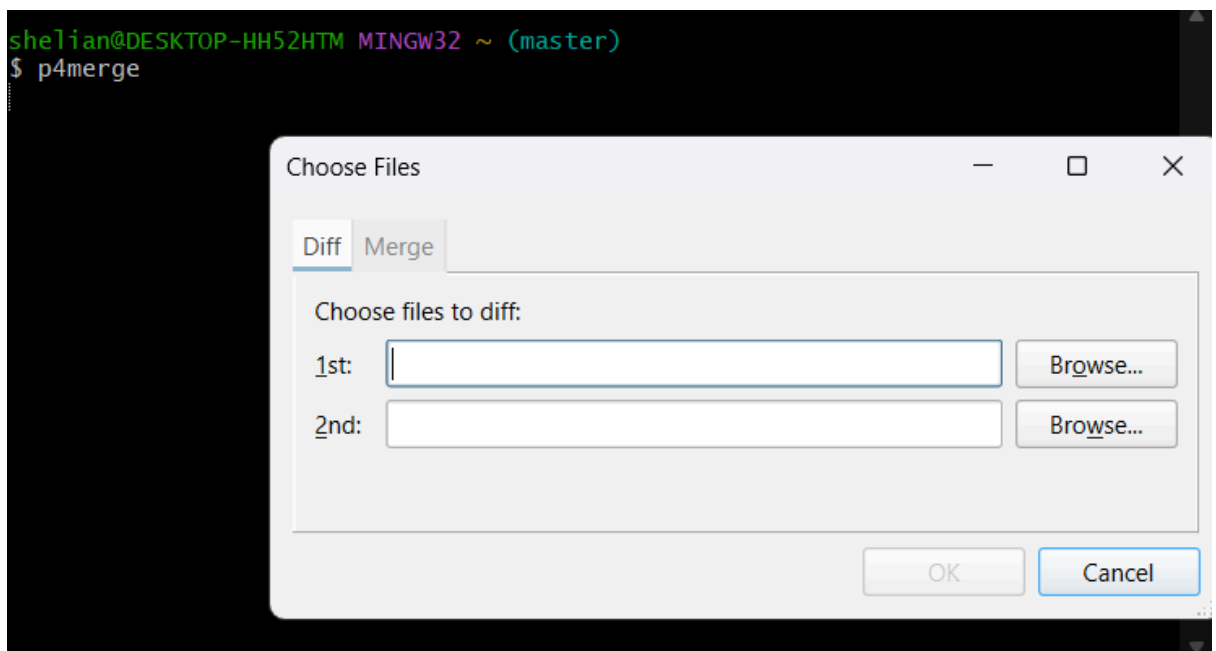 shelian@DESKTOP-HH52HTM MINGW32 ~ (master)
$ p4merge
Choose Files
Diff Merge
Choose files to diff:
1st: Browse...
2nd: Browse...
OK Cancel